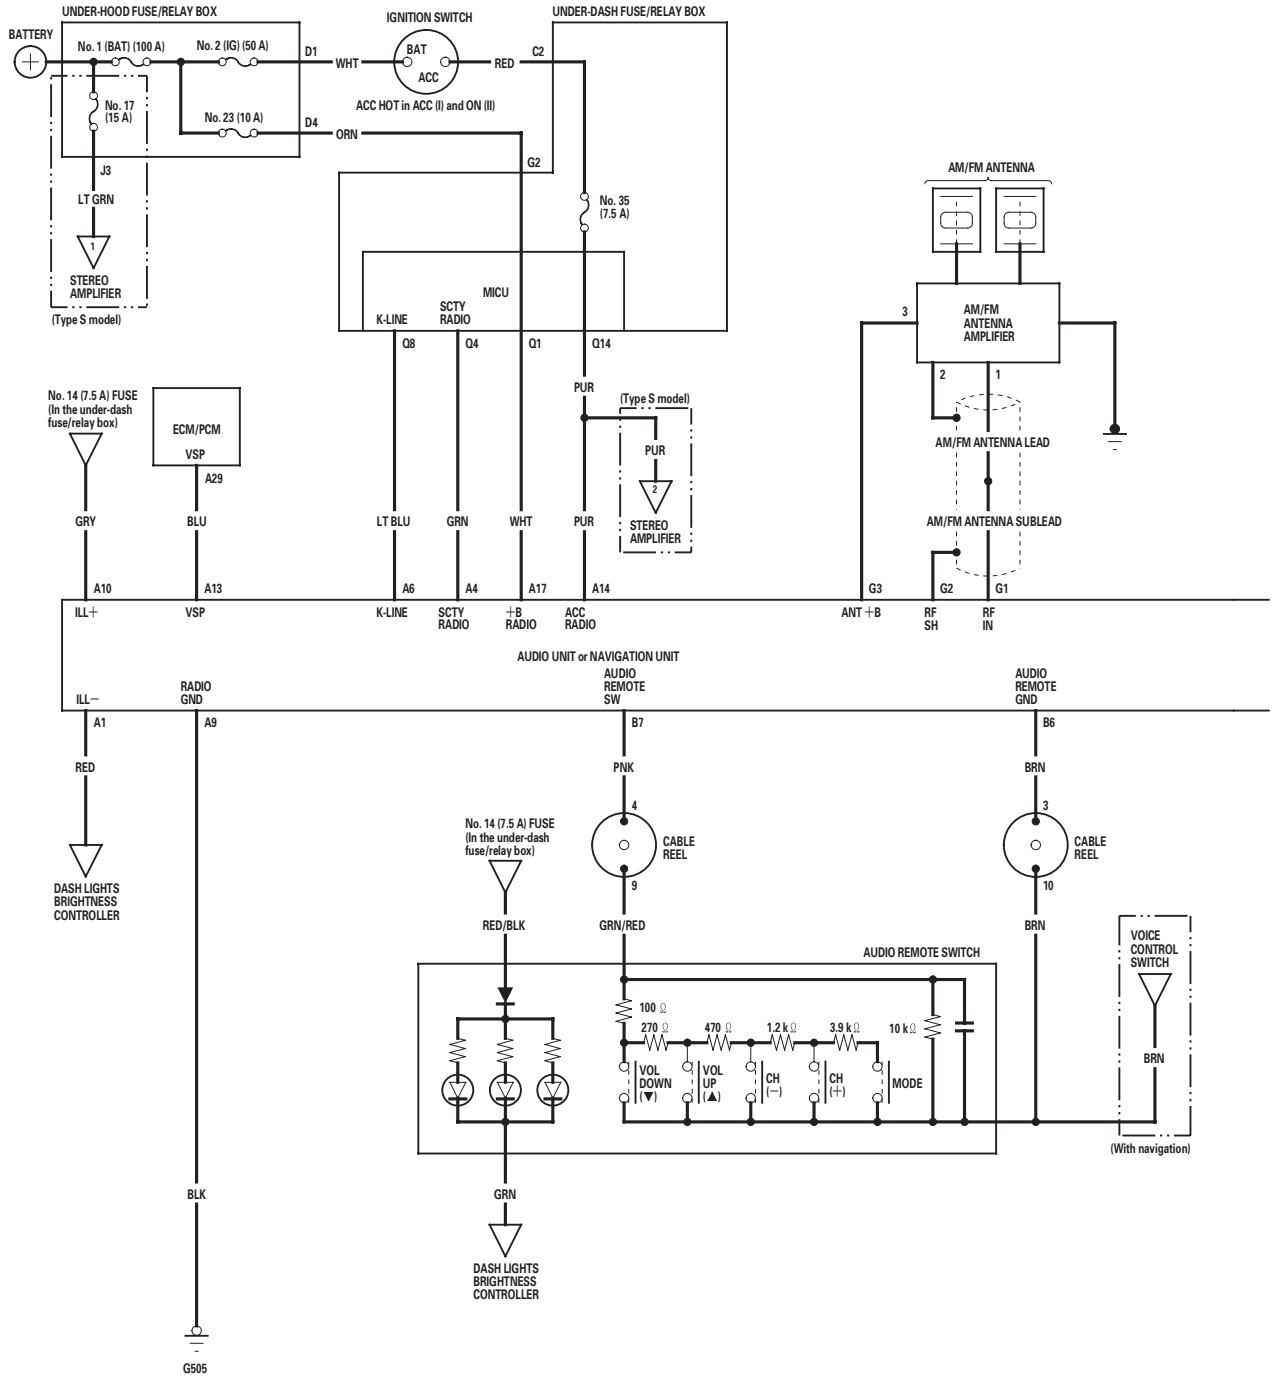 UNDER-HOOD FUSE/RELAY BOX
IGNITION SWITCH
UNDER-DASH FUSE/RELAY BOX
BATTERY
No. 1 (BAT) (100 A)
No. 2 (IG) (50 A)
D1
WHT
BAT
ACC
RED
C2
No. 17
(15 A)
No. 23 (10 A)
D4
ORN
ACC HOT in ACC (I) and ON (II)
G2
J3
LT GRN
1
STEREO
AMPLIFIER
(Type S model)
No. 35
(7.5 A)
MICU
K-LINE
SCTY
RADIO
Q8
Q4
Q1
Q14
AM/FM ANTENNA
3
AM/FM
ANTENNA
AMPLIFIER
2
1
AM/FM ANTENNA LEAD
AM/FM ANTENNA SUBLEAD
No. 14 (7.5 A) FUSE
(In the under-dash
fuse/relay box)
ECM/PCM
VSP
A29
PUR
(Type S model)
PUR
2
STEREO
AMPLIFIER
GRY
BLU
LT BLU
GRN
WHT
PUR
A10
A13
A6
A4
A17
A14
G3
G2
G1
ILL+
VSP
K-LINE
SCTY
RADIO
+B
RADIO
ACC
RADIO
ANT +B
RF
SH
RF
IN
AUDIO UNIT or NAVIGATION UNIT
ILL−
RADIO
GND
AUDIO
REMOTE
SW
AUDIO
REMOTE
GND
A1
A9
B7
B6
RED
PNK
BRN
DASH LIGHTS
BRIGHTNESS
CONTROLLER
No. 14 (7.5 A) FUSE
(In the under-dash
fuse/relay box)
4
CABLE
REEL
9
3
CABLE
REEL
10
RED/BLK
GRN/RED
BRN
VOICE
CONTROL
SWITCH
BRN
(With navigation)
AUDIO REMOTE SWITCH
100 Ω
270 Ω
470 Ω
1.2 k Ω
3.9 k Ω
10 k Ω
VOL
DOWN
(▼)
VOL
UP
(▲)
CH
(−)
CH
(+)
MODE
BLK
GRN
DASH LIGHTS
BRIGHTNESS
CONTROLLER
G505